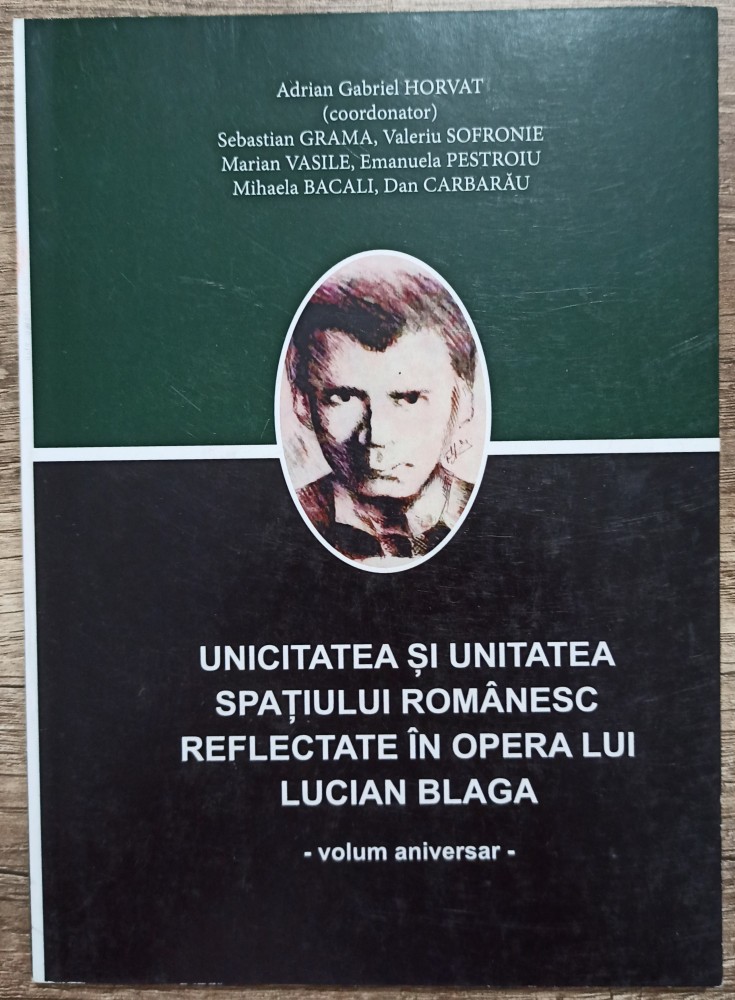 Adrian Gabriel HORVAT
(coordonator)
Sebastian GRAMA, Valeriu SOFRONIE
Marian VASILE, Emanuela PESTROIU
Mihaela BACALI, Dan CARBARĂU
UNICITATEA ȘI UNITATEA
SPAȚIULUI ROMÂNESC
REFLECTATE ÎN OPERA LUI
LUCIAN BLAGA
- volum aniversar -